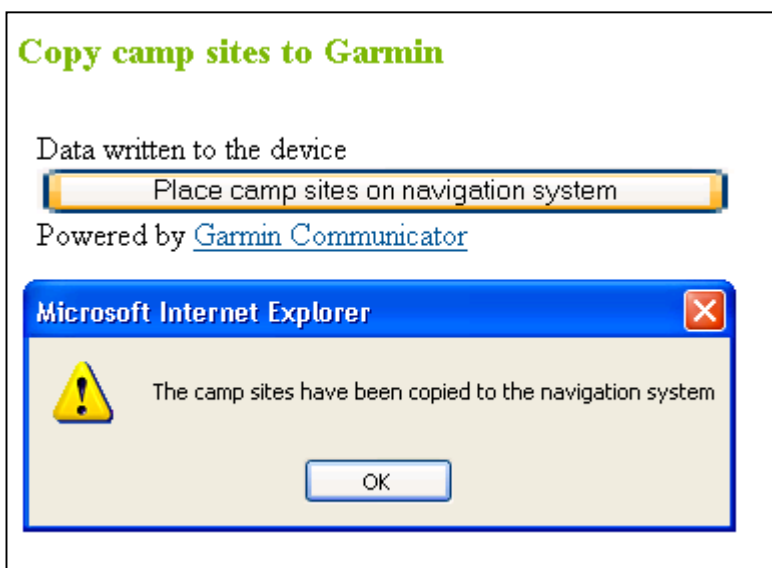 Copy camp sites to Garmin
Data written to the device
Place camp sites on navigation system
Powered by Garmin Communicator
Microsoft Internet Explorer
The camp sites have been copied to the navigation system
OK